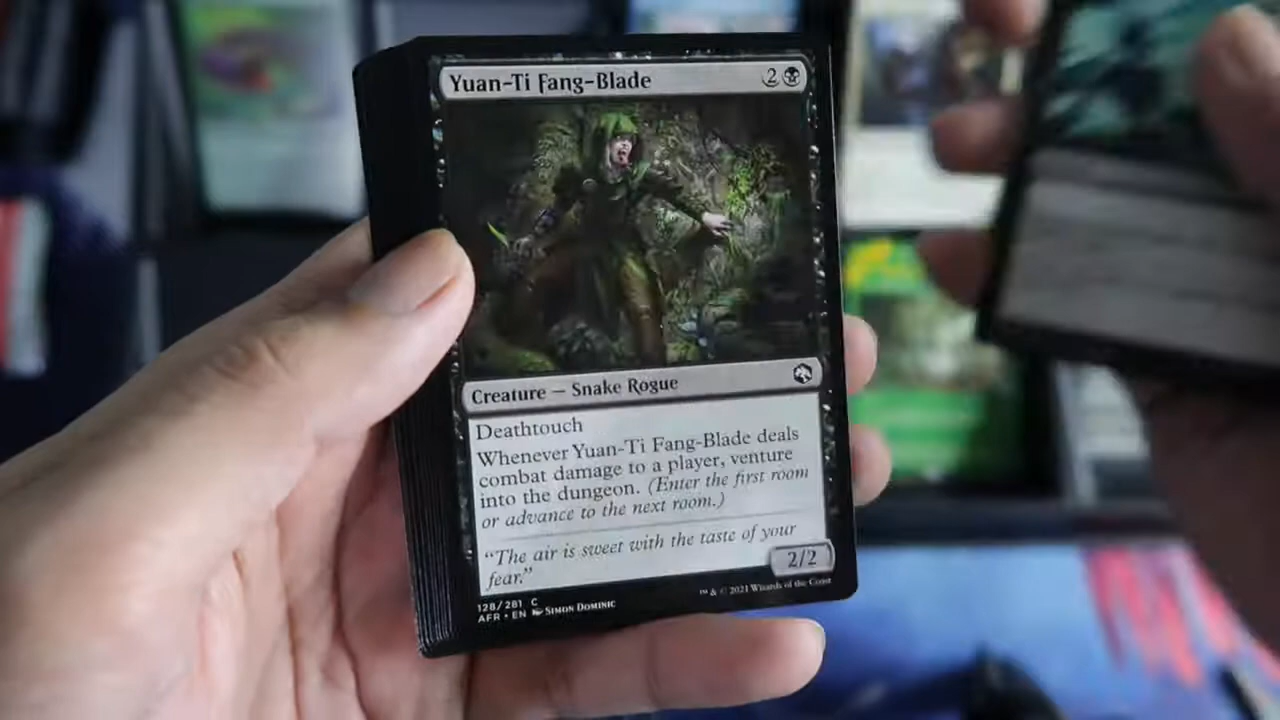 Yuan-Ti Fang-Blade 2
Creature — Snake Rogue
Deathtouch
Whenever Yuan-Ti Fang-Blade deals
combat damage to a player, venture
into the dungeon. (Enter the first room
or advance to the next room.)
"The air is sweet with the taste of your
fear."
2/2
128/281 C
AFR • EN Simon Dominic
™ & © 2021 Wizards of the Coast